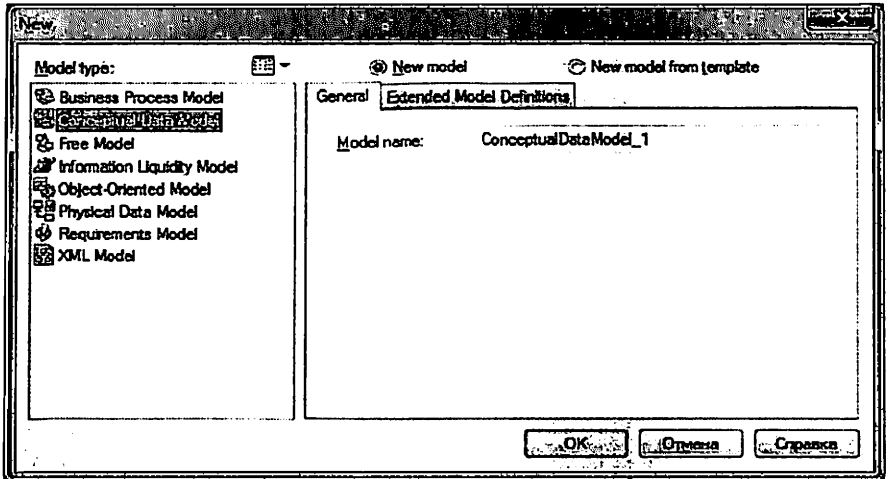 New
Model type:
New model
New model from template
Business Process Model
Conceptual Data Model
Free Model
Information Liquidity Model
Object-Oriented Model
Physical Data Model
Requirements Model
XML Model
General
Extended Model Definitions
Model name:
ConceptualDataModel_1
OK
Отмена
Справка